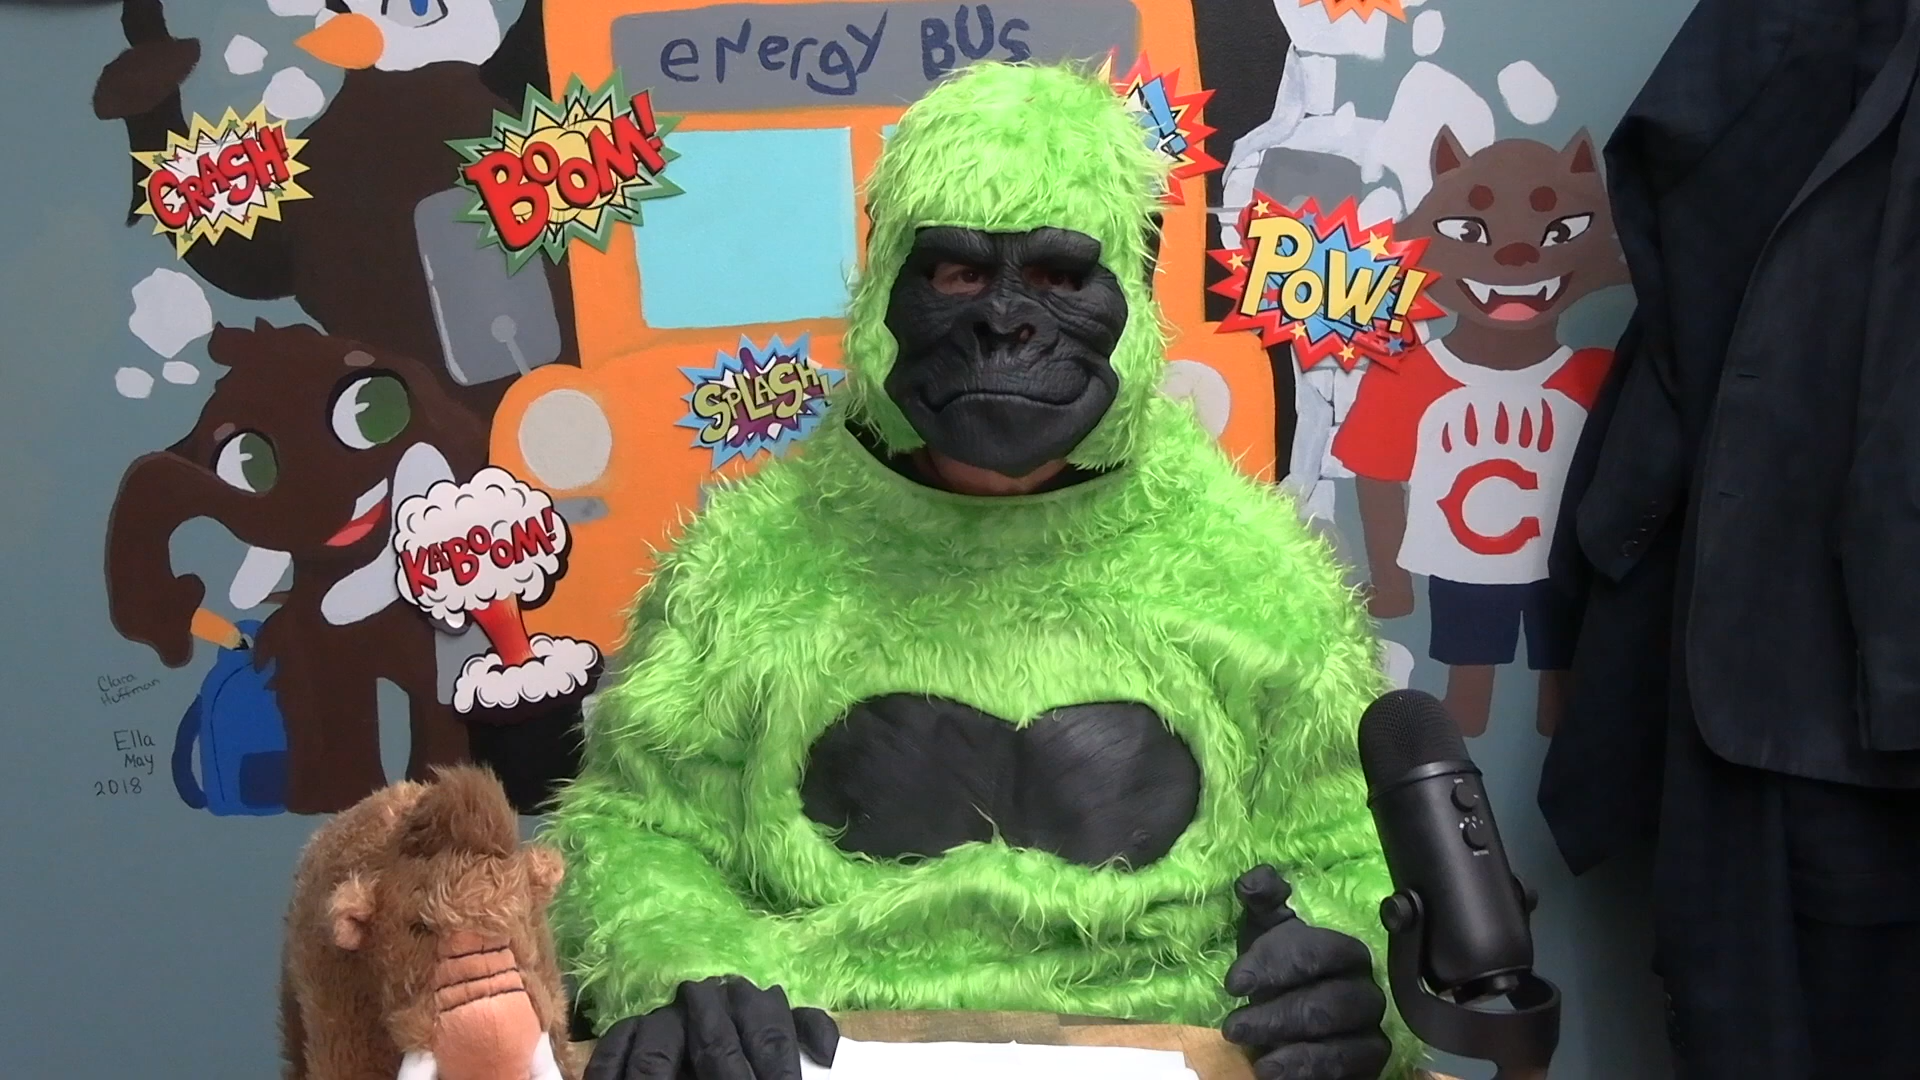 energy BUs
CRASH!
BOOM!
!!
POW!
SPLASH!
KABOOM!
C
Clara
Huffman
Ella
May
2018